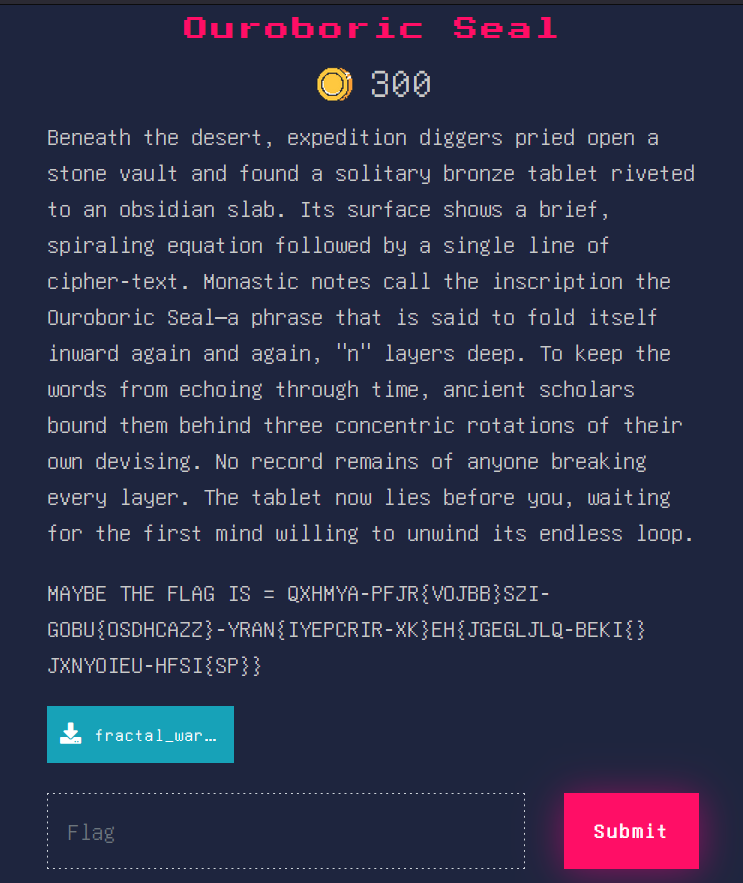 Ouroboric Seal
300
Beneath the desert, expedition diggers pried open a
stone vault and found a solitary bronze tablet riveted
to an obsidian slab. Its surface shows a brief,
spiraling equation followed by a single line of
cipher-text. Monastic notes call the inscription the
Ouroboric Seal—a phrase that is said to fold itself
inward again and again, "n" layers deep. To keep the
words from echoing through time, ancient scholars
bound them behind three concentric rotations of their
own devising. No record remains of anyone breaking
every layer. The tablet now lies before you, waiting
for the first mind willing to unwind its endless loop.
MAYBE THE FLAG IS = QXHMYA-PFJR{VOJBB}SZI-
GOBU{OSDHCAZZ}-YRAN{IYEPCRIR-XK}EH{JGEGLJLQ-BEKI{}
JXNYOIEU-HFSI{SP}}
fractal_war…
Flag
Submit